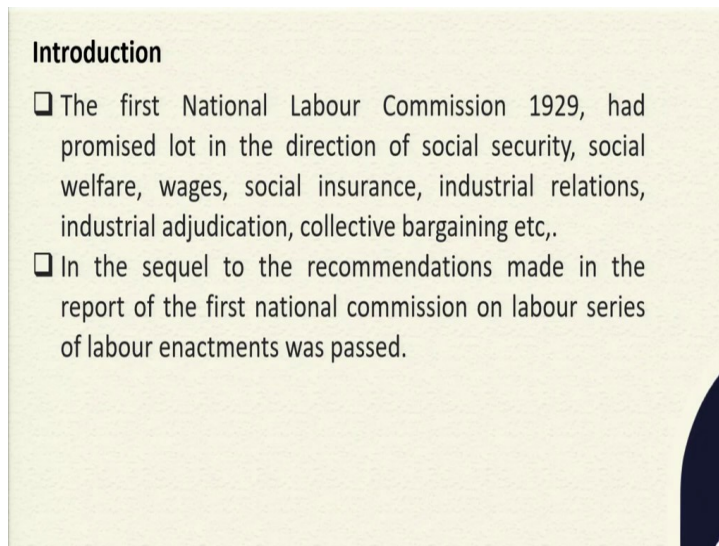 Introduction
❑ The first National Labour Commission 1929, had
promised lot in the direction of social security, social
welfare, wages, social insurance, industrial relations,
industrial adjudication, collective bargaining etc,.
❑ In the sequel to the recommendations made in the
report of the first national commission on labour series
of labour enactments was passed.